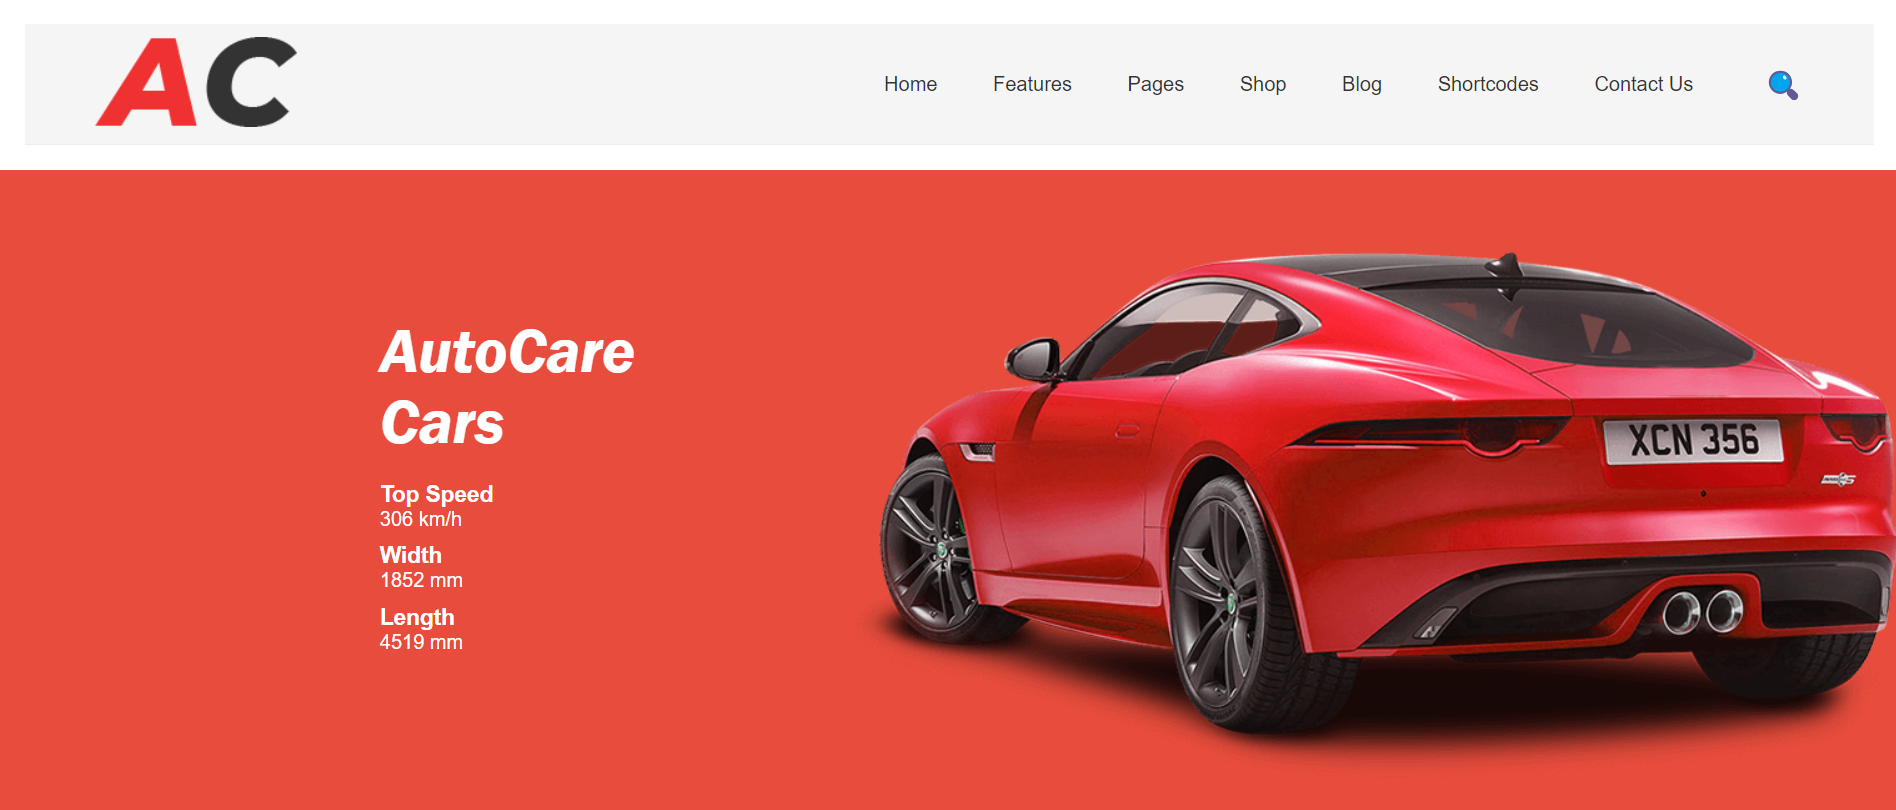 AC
Home Features Pages Shop Blog Shortcodes Contact Us
AutoCare
Cars
Top Speed
306 km/h
Width
1852 mm
Length
4519 mm
XCN 356